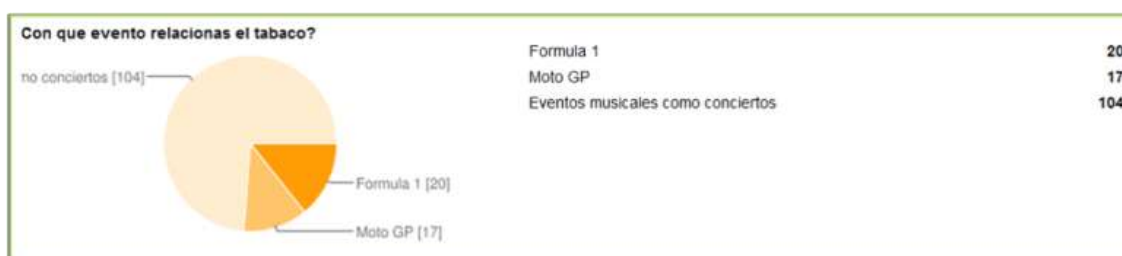 Con que evento relacionas el tabaco?
no conciertos [104]
Formula 1 [20]
Moto GP [17]
Formula 1 20
Moto GP 17
Eventos musicales como conciertos 104